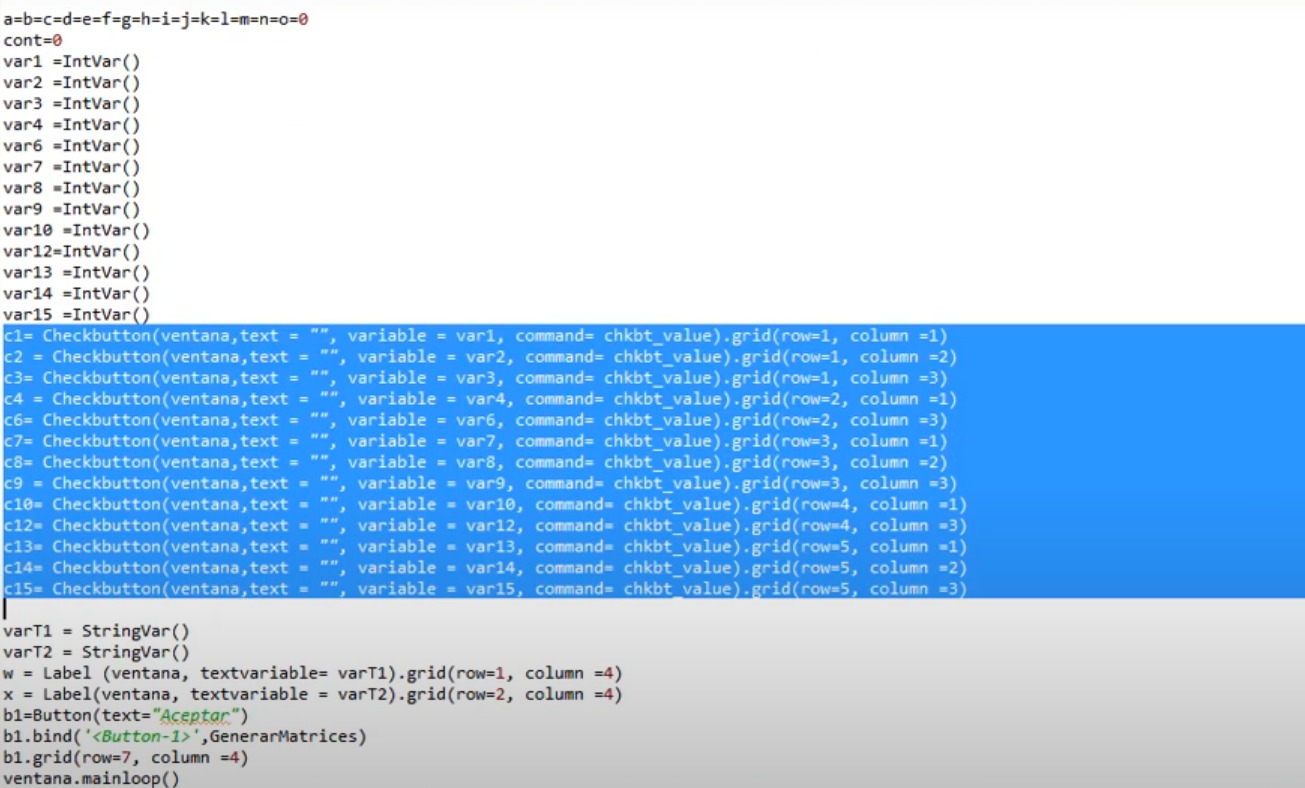 a=b=c=d=e=f=g=h=i=j=k=l=m=n=o=0
cont=0
var1 =IntVar()
var2 =IntVar()
var3 =IntVar()
var4 =IntVar()
var6 =IntVar()
var7 =IntVar()
var8 =IntVar()
var9 =IntVar()
var10 =IntVar()
var12=IntVar()
var13 =IntVar()
var14 =IntVar()
var15 =IntVar()
c1= Checkbutton(ventana,text = "", variable = var1, command= chkbt_value).grid(row=1, column =1)
c2 = Checkbutton(ventana,text = "", variable = var2, command= chkbt_value).grid(row=1, column =2)
c3= Checkbutton(ventana,text = "", variable = var3, command= chkbt_value).grid(row=1, column =3)
c4 = Checkbutton(ventana,text = "", variable = var4, command= chkbt_value).grid(row=2, column =1)
c6= Checkbutton(ventana,text = "", variable = var6, command= chkbt_value).grid(row=2, column =3)
c7= Checkbutton(ventana,text = "", variable = var7, command= chkbt_value).grid(row=3, column =1)
c8= Checkbutton(ventana,text = "", variable = var8, command= chkbt_value).grid(row=3, column =2)
c9 = Checkbutton(ventana,text = "", variable = var9, command= chkbt_value).grid(row=3, column =3)
c10= Checkbutton(ventana,text = "", variable = var10, command= chkbt_value).grid(row=4, column =1)
c12= Checkbutton(ventana,text = "", variable = var12, command= chkbt_value).grid(row=4, column =3)
c13= Checkbutton(ventana,text = "", variable = var13, command= chkbt_value).grid(row=5, column =1)
c14= Checkbutton(ventana,text = "", variable = var14, command= chkbt_value).grid(row=5, column =2)
c15= Checkbutton(ventana,text = "", variable = var15, command= chkbt_value).grid(row=5, column =3)
varT1 = StringVar()
varT2 = StringVar()
w = Label (ventana, textvariable= varT1).grid(row=1, column =4)
x = Label(ventana, textvariable = varT2).grid(row=2, column =4)
b1=Button(text="Aceptar")
b1.bind('<Button-1>',GenerarMatrices)
b1.grid(row=7, column =4)
ventana.mainloop()